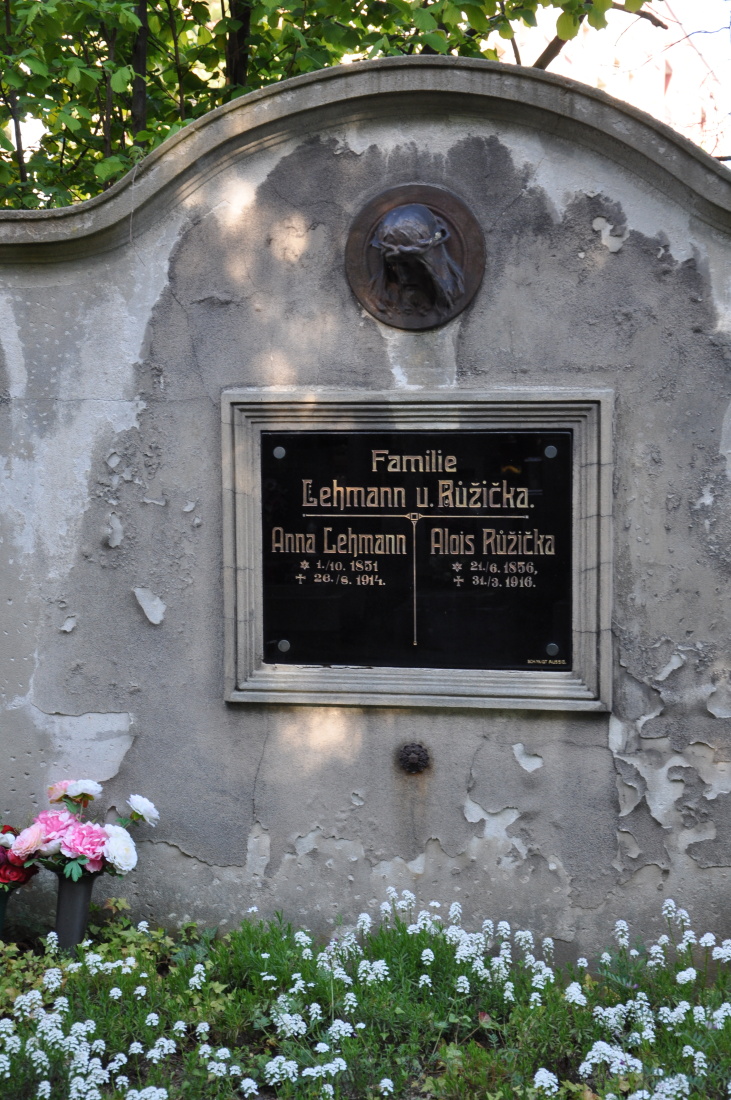 Familie
Lehmann u. Růžička.
Anna Lehmann
* 1./10. 1851
✝ 26./8. 1914.
Alois Růžička
* 21./6. 1856,
✝ 31./3. 1916.